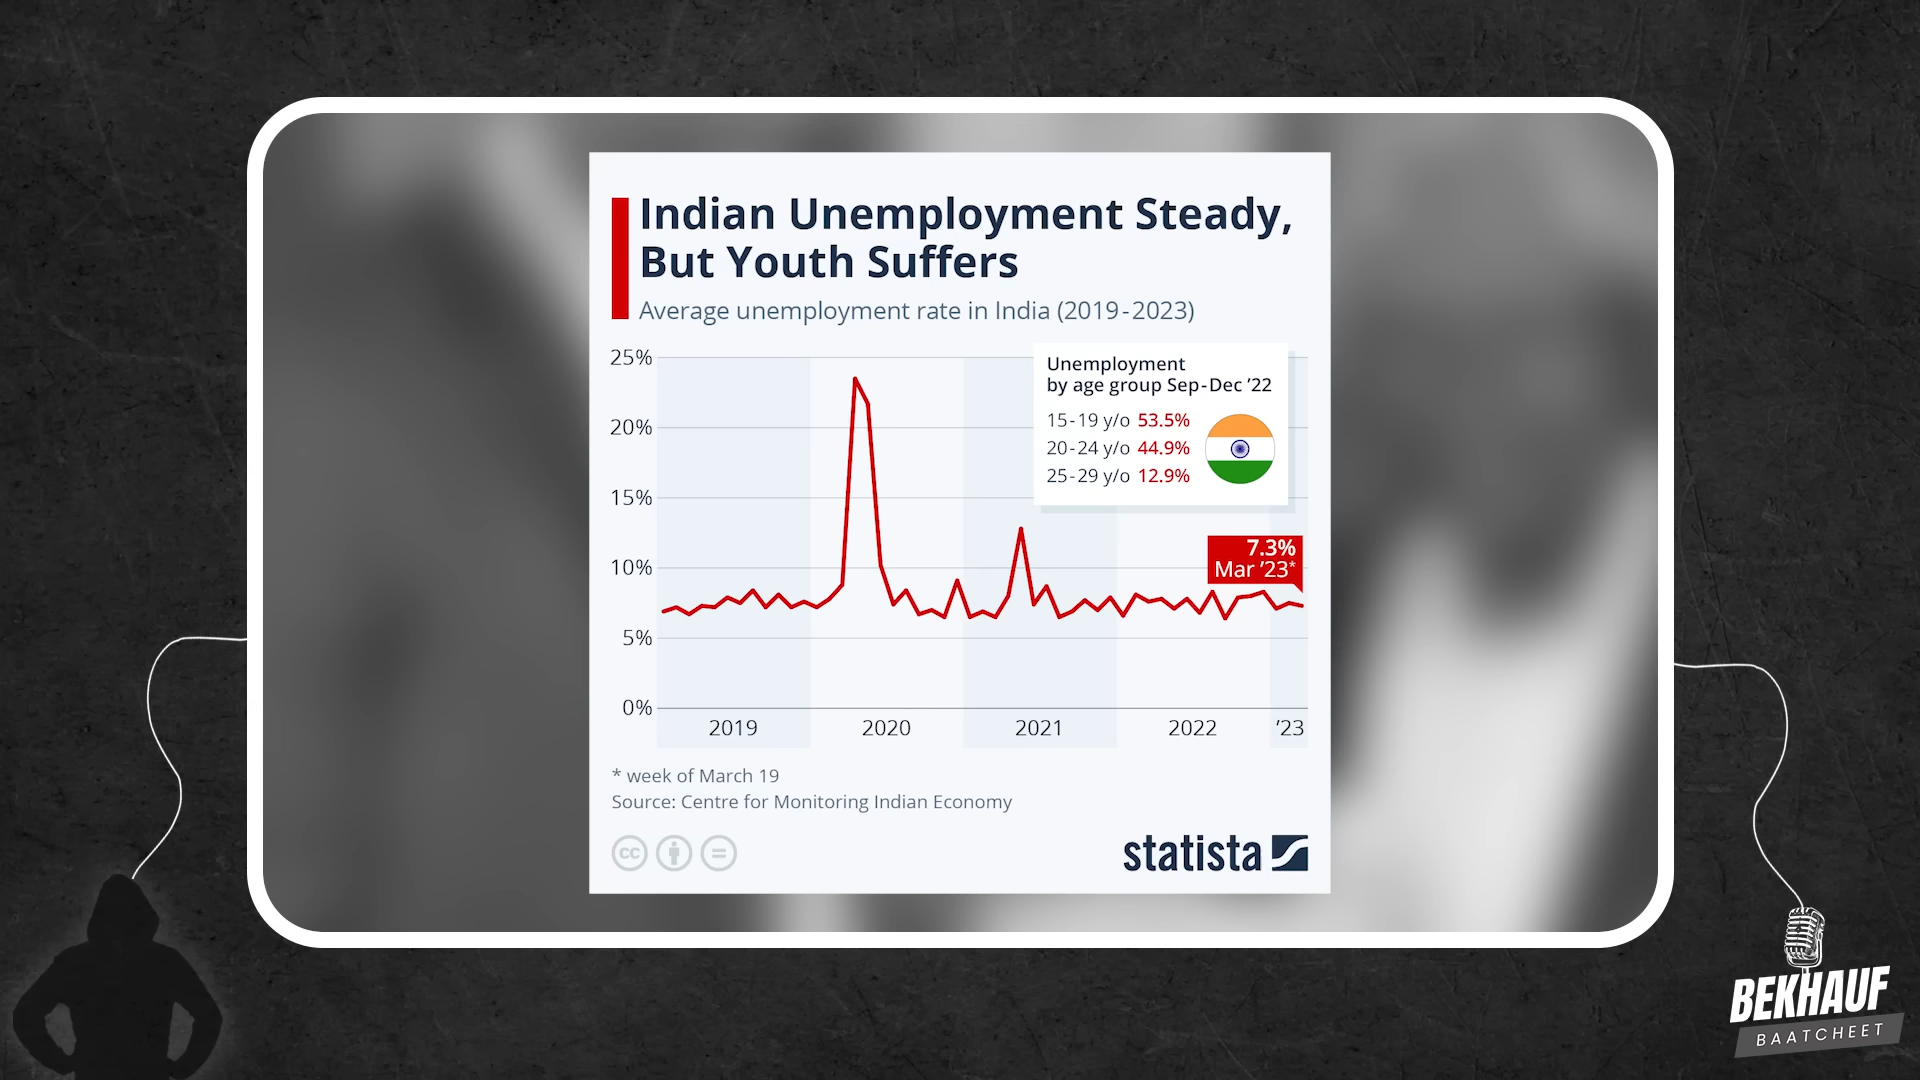 Indian Unemployment Steady,
But Youth Suffers
Average unemployment rate in India (2019-2023)
25%
20%
15%
10%
5%
0%
Unemployment
by age group Sep-Dec ’22
15-19 y/o 53.5%
20-24 y/o 44.9%
25-29 y/o 12.9%
7.3%
Mar ’23*
2019 2020 2021 2022 ’23
* week of March 19
Source: Centre for Monitoring Indian Economy
cc
statista
BEKHAUF
BAATCHEET